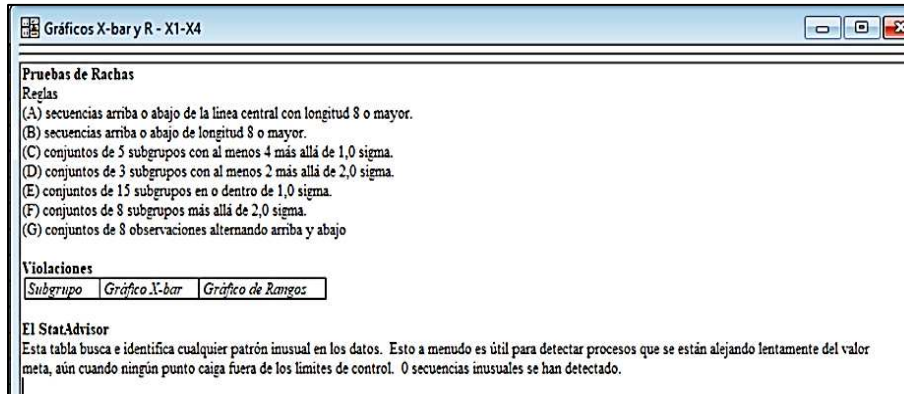 Gráficos X-bar y R - X1-X4
Pruebas de Rachas
Reglas
(A) secuencias arriba o abajo de la linea central con longitud 8 o mayor.
(B) secuencias arriba o abajo de longitud 8 o mayor.
(C) conjuntos de 5 subgrupos con al menos 4 más allá de 1,0 sigma.
(D) conjuntos de 3 subgrupos con al menos 2 más allá de 2,0 sigma.
(E) conjuntos de 15 subgrupos en o dentro de 1,0 sigma.
(F) conjuntos de 8 subgrupos más allá de 2,0 sigma.
(G) conjuntos de 8 observaciones alternando arriba y abajo
Violaciones
Subgrupo Gráfico X-bar Gráfico de Rangos
El StatAdvisor
Esta tabla busca e identifica cualquier patrón inusual en los datos. Esto a menudo es útil para detectar procesos que se están alejando lentamente del valor
meta, aún cuando ningún punto caiga fuera de los límites de control. 0 secuencias inusuales se han detectado.